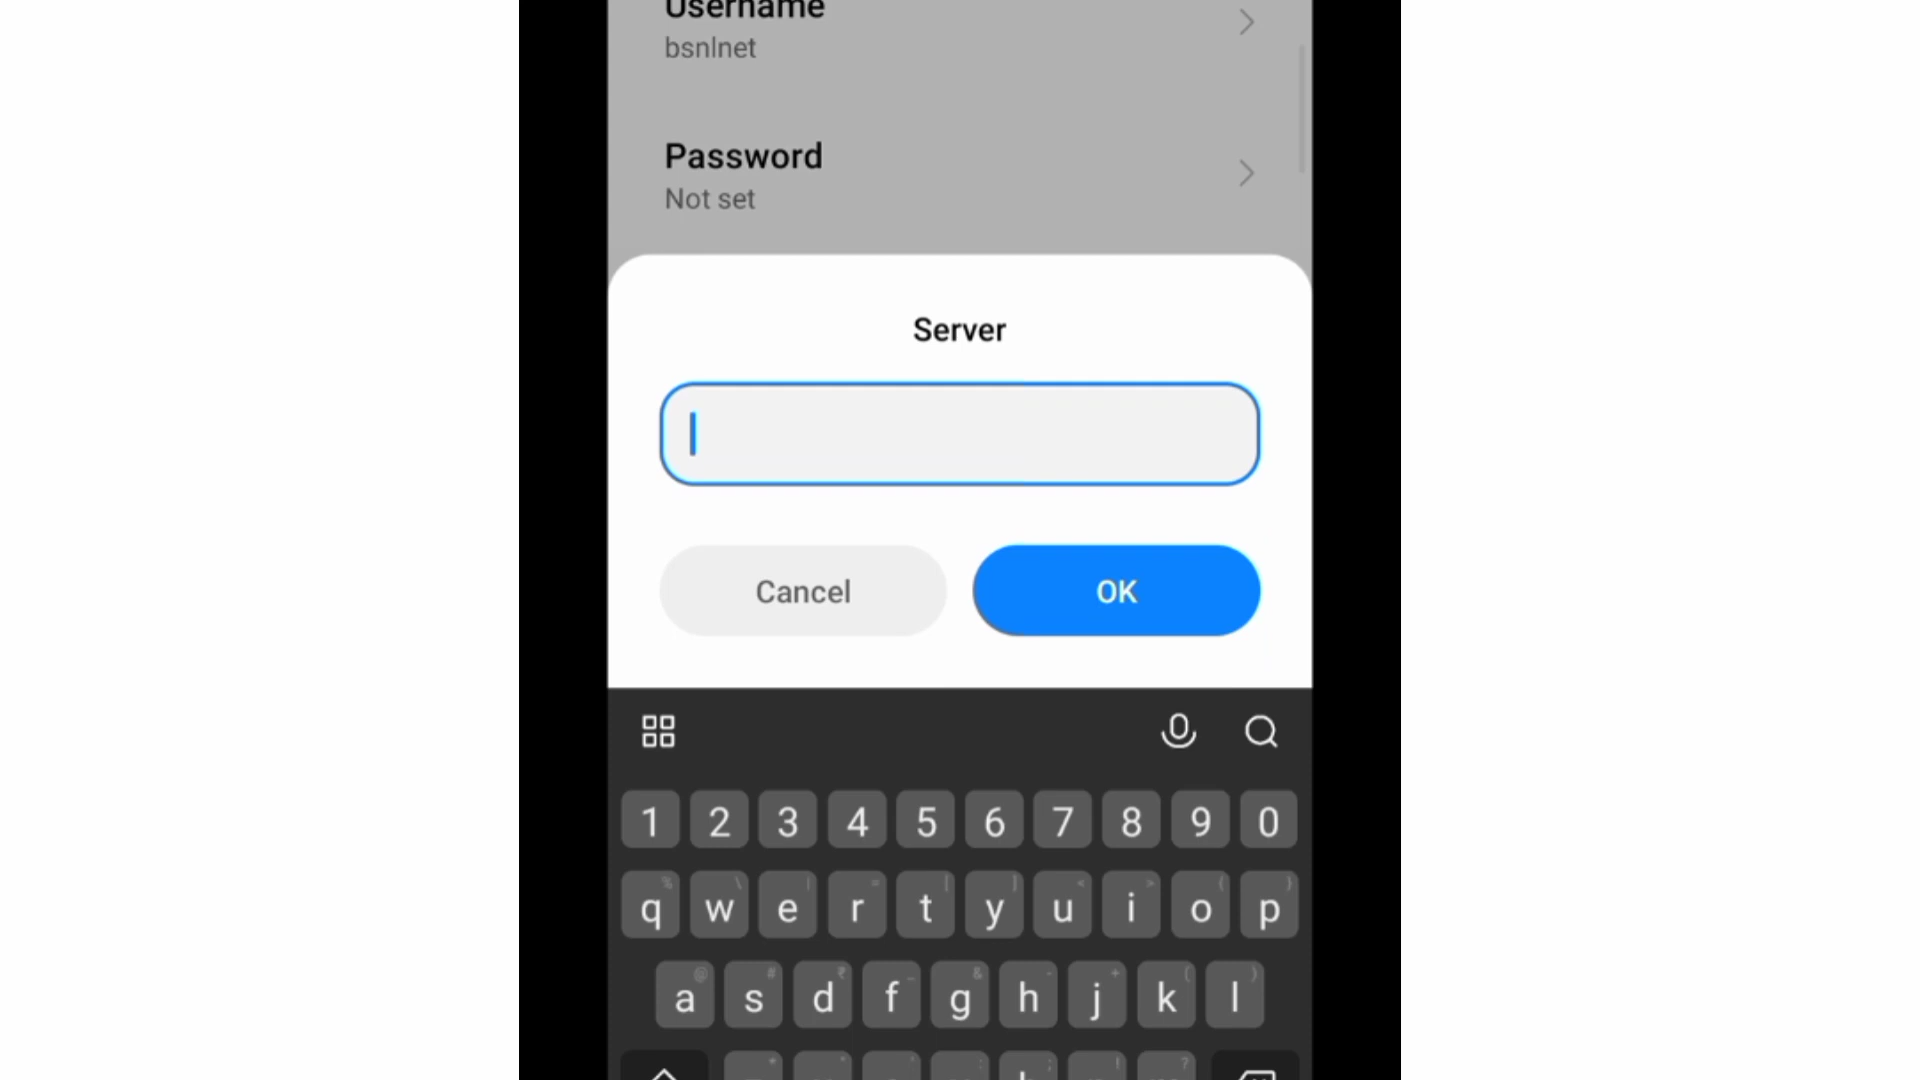 Username
bsnlnet
Password
Not set
Server
Cancel
OK
1 2 3 4 5 6 7 8 9 0
q w e r t y u i o p
a s d f g h j k l